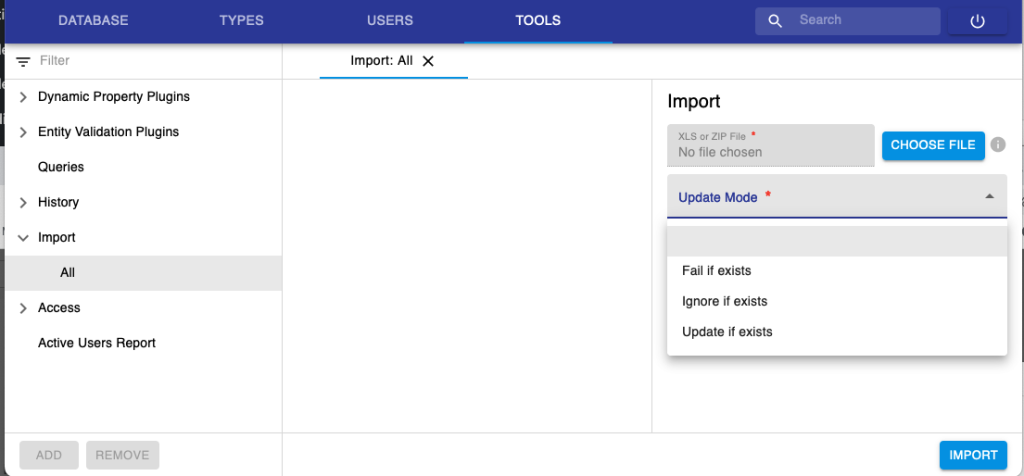 DATABASE TYPES USERS TOOLS Search
Filter
Import: All
Dynamic Property Plugins
Entity Validation Plugins
Queries
History
Import
All
Access
Active Users Report
ADD REMOVE
Import
XLS or ZIP File *
No file chosen
CHOOSE FILE
Update Mode *
Fail if exists
Ignore if exists
Update if exists
IMPORT